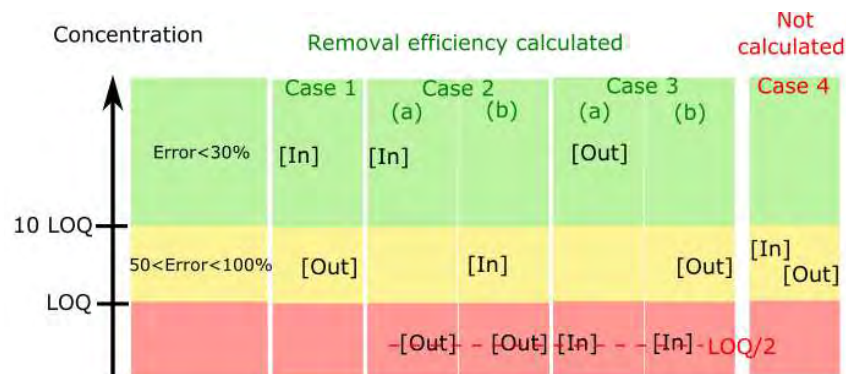 Concentration
Removal efficiency calculated
Not
calculated
Case 1
Case 2
Case 3
Case 4
(a)
(b)
(a)
(b)
Error<30%
[In]
[In]
[Out]
10 LOQ
50<Error<100%
[Out]
[In]
[Out]
[In]
[Out]
LOQ
[Out]
[Out]
[In]
[In]
LOQ/2